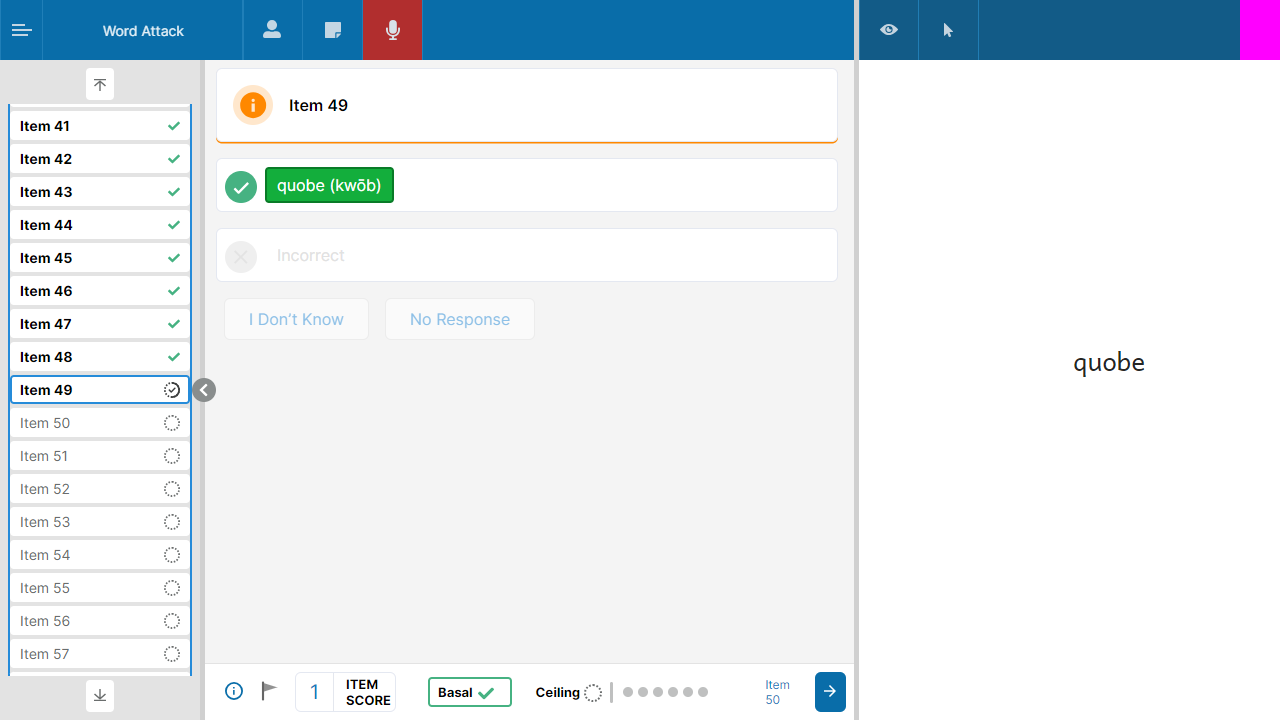 Word Attack
Item 41
Item 42
Item 43
Item 44
Item 45
Item 46
Item 47
Item 48
Item 49
Item 50
Item 51
Item 52
Item 53
Item 54
Item 55
Item 56
Item 57
Item 49
quobe (kwōb)
Incorrect
I Don't Know
No Response
1
ITEM
SCORE
Basal
Ceiling
Item
50
quobe